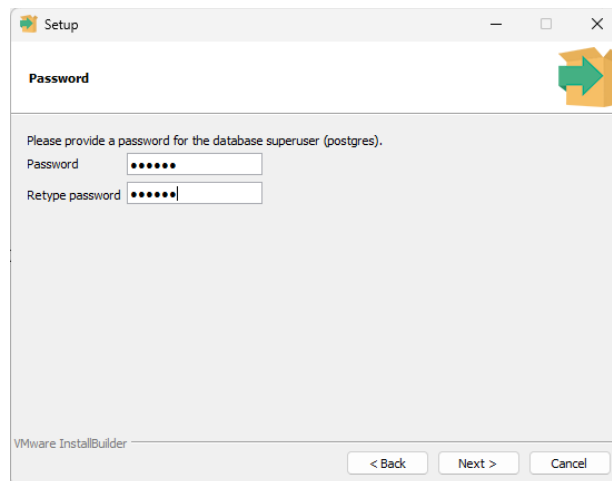 Setup
Password
Please provide a password for the database superuser (postgres).
Password ••••••
Retype password ••••••
VMware InstallBuilder
< Back Next > Cancel